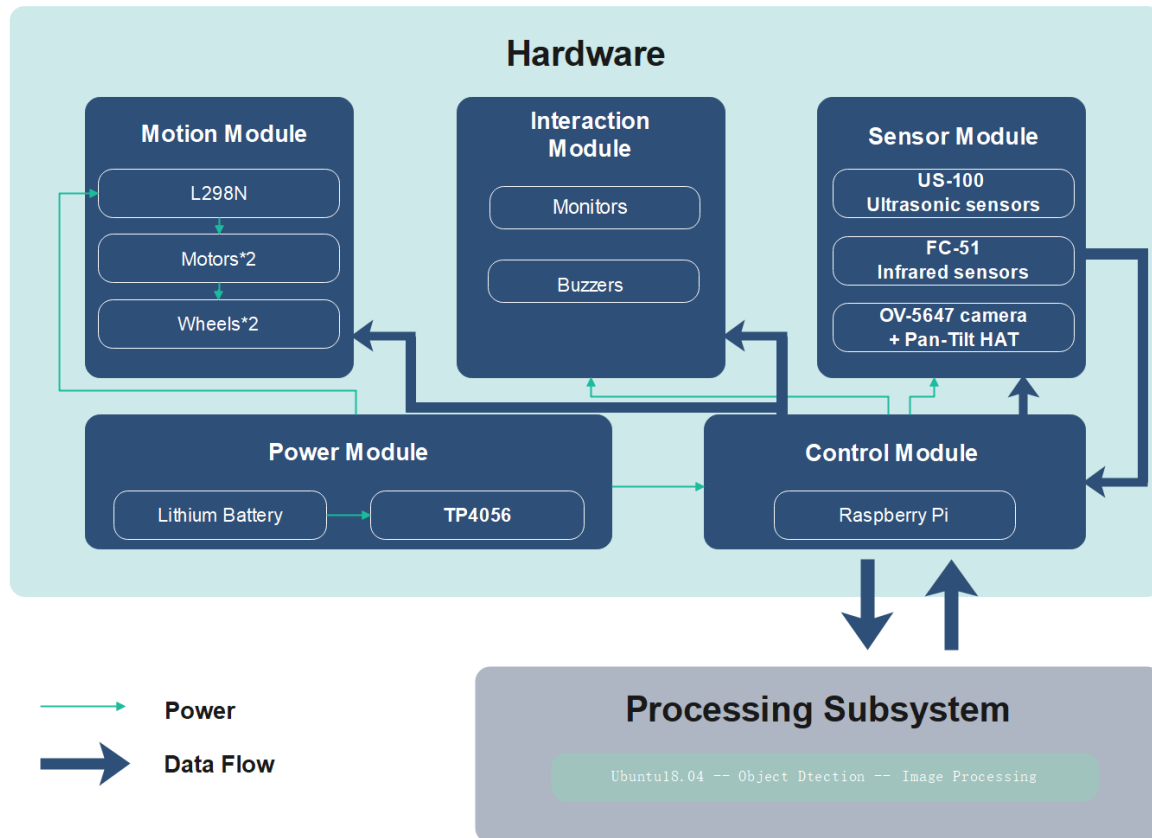 Hardware
Motion Module
L298N
Motors*2
Wheels*2
Interaction
Module
Monitors
Buzzers
Sensor Module
US-100
Ultrasonic sensors
FC-51
Infrared sensors
OV-5647 camera
+ Pan-Tilt HAT
Power Module
Lithium Battery
TP4056
Control Module
Raspberry Pi
Power
Data Flow
Processing Subsystem
Ubuntu18.04 -- Object Dtection -- Image Processing